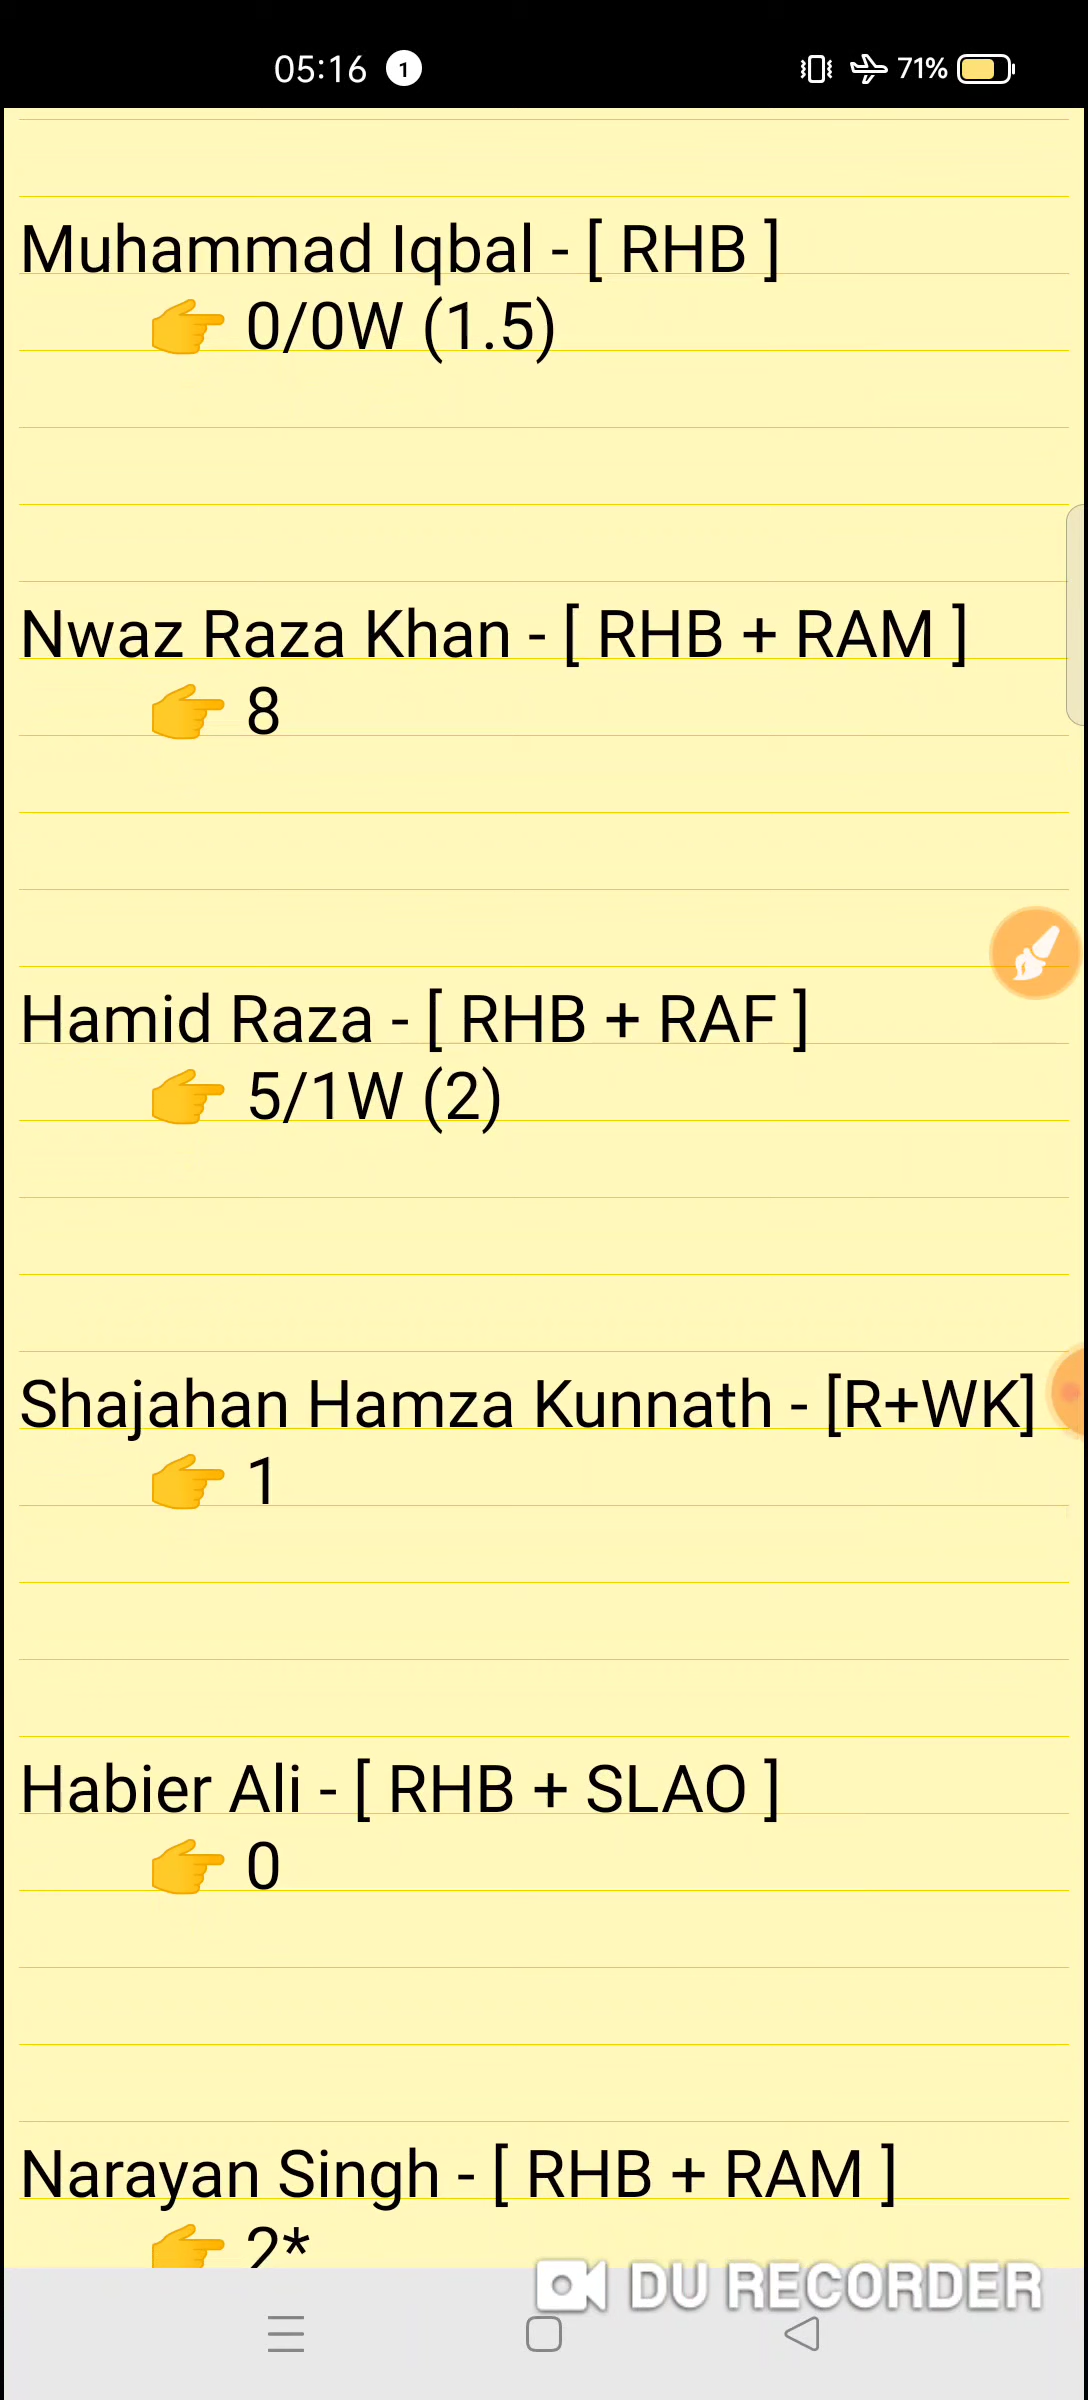 05:16 1 71%
Muhammad Iqbal - [ RHB ]
👉 0/0W (1.5)
Nwaz Raza Khan - [ RHB + RAM ]
👉 8
Hamid Raza - [ RHB + RAF ]
👉 5/1W (2)
Shajahan Hamza Kunnath - [R+WK]
👉 1
Habier Ali - [ RHB + SLAO ]
👉 0
Narayan Singh - [ RHB + RAM ]
👉 2*
DU RECORDER